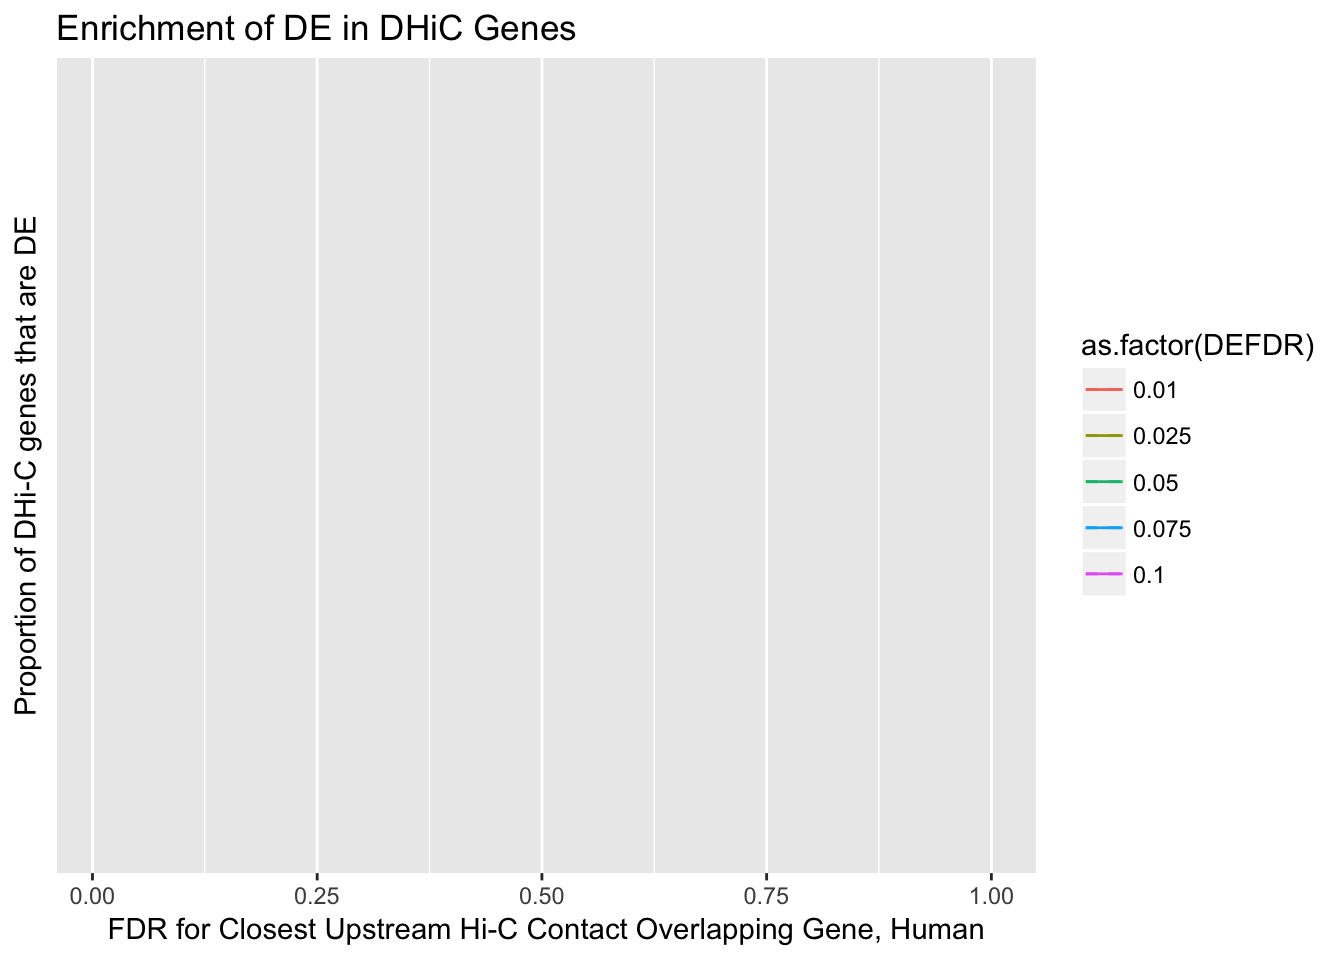 Enrichment of DE in DHiC Genes
Proportion of DHi-C genes that are DE
as.factor(DEFDR)
0.01
0.025
0.05
0.075
0.1
0.00 0.25 0.50 0.75 1.00
FDR for Closest Upstream Hi-C Contact Overlapping Gene, Human